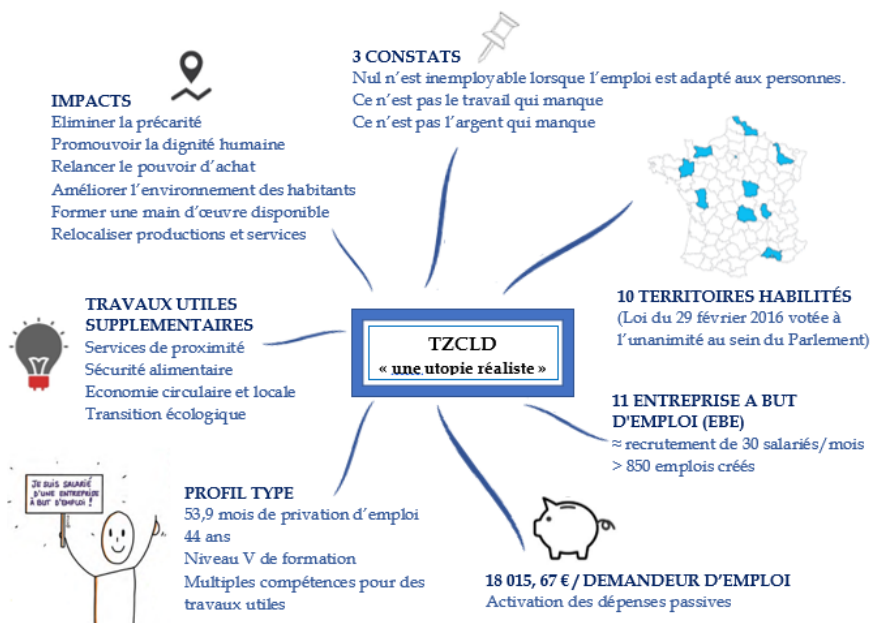 3 CONSTATS
Nul n'est inemployable lorsque l'emploi est adapté aux personnes.
Ce n'est pas le travail qui manque
Ce n'est pas l'argent qui manque
IMPACTS
Eliminer la précarité
Promouvoir la dignité humaine
Relancer le pouvoir d'achat
Améliorer l'environnement des habitants
Former une main d'œuvre disponible
Relocaliser productions et services
10 TERRITOIRES HABILITÉS
(Loi du 29 février 2016 votée à
l'unanimité au sein du Parlement)
TRAVAUX UTILES
SUPPLEMENTAIRES
Services de proximité
Sécurité alimentaire
Economie circulaire et locale
Transition écologique
TZCLD
« une utopie réaliste »
11 ENTREPRISE A BUT
D'EMPLOI (EBE)
≈ recrutement de 30 salariés/mois
> 850 emplois créés
JE SUIS SALARIÉ
D'UNE ENTREPRISE
À BUT D'EMPLOI !
PROFIL TYPE
53,9 mois de privation d'emploi
44 ans
Niveau V de formation
Multiples compétences pour des
travaux utiles
18 015, 67 € / DEMANDEUR D'EMPLOI
Activation des dépenses passives